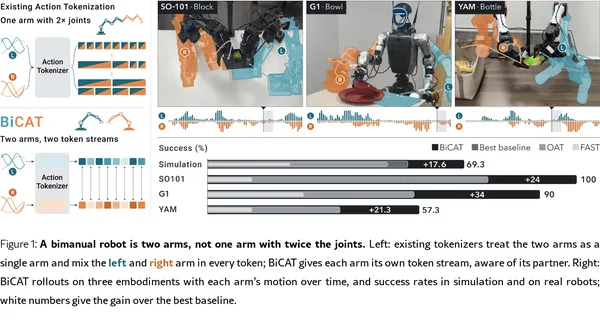 Existing Action Tokenization
One arm with 2× joints
L
R
Action
Tokenizer
BiCAT
Two arms, two token streams
L
R
Action
Tokenizer
SO-101 · Block
R
L
L
R
G1 · Bowl
R
L
L
R
YAM · Bottle
R
L
L
R
Success (%)
BiCAT
Best baseline
OAT
FAST
Simulation
+17.6
69.3
SO101
+24
100
G1
+34
90
YAM
+21.3
57.3
Figure 1: A bimanual robot is two arms, not one arm with twice the joints. Left: existing tokenizers treat the two arms as a
single arm and mix the left and right arm in every token; BiCAT gives each arm its own token stream, aware of its partner. Right:
BiCAT rollouts on three embodiments with each arm's motion over time, and success rates in simulation and on real robots;
white numbers give the gain over the best baseline.